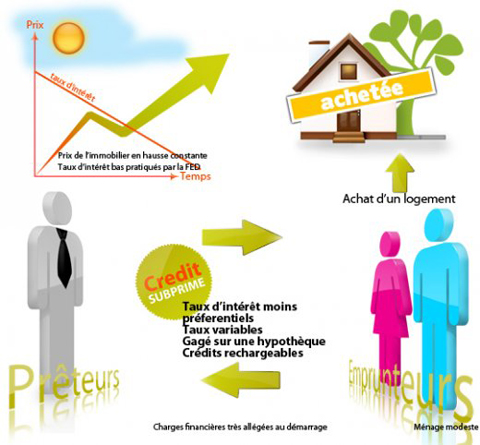 Prix
taux d'intérêt
Prix de l'immobilier en hausse constante
Taux d'intérêt bas pratiqués par la FED.
Temps
achetée
Achat d'un logement
Credit
SUBPRIME
Taux d'intérêt moins
préferentiels
Taux variables
Gagé sur une hypothèque
Crédits rechargeables
Prêteurs
Emprunteurs
Charges financières très allégées au démarrage
Ménage modeste